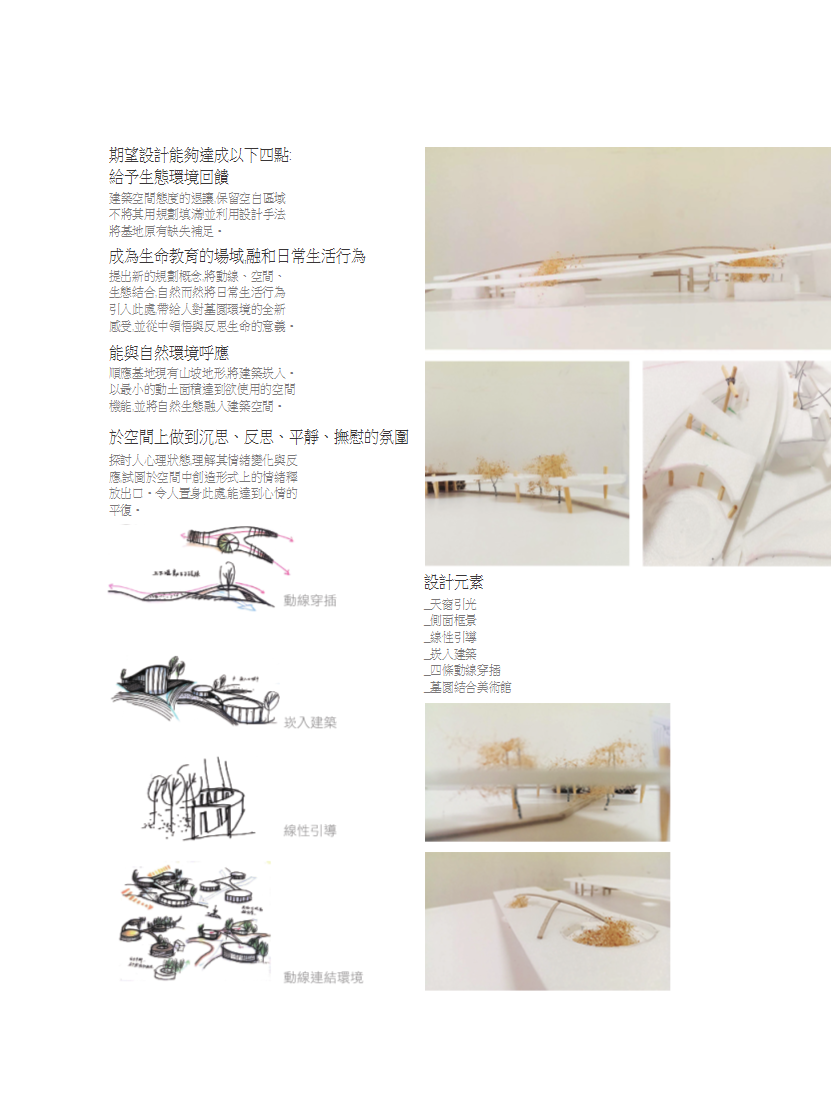 期望設計能夠達成以下四點:
給予生態環境回饋
建築空間態度的退讓,保留空白區域
不將其用規劃填滿並利用設計手法
將基地原有缺失補足。
成為生命教育的場域,融和日常生活行為
提出新的規劃概念,將動線、空間、
生態結合,自然而然將日常生活行為
引入此處,帶給人對墓園環境的全新
感受,並從中領悟與反思生命的意義。
能與自然環境呼應
順應基地現有山坡地形,將建築崁入。
以最小的動土面積達到欲使用的空間
機能,並將自然生態融入建築空間。
於空間上做到沉思、反思、平靜、撫慰的氛圍
探討人心理狀態,理解其情緒變化與反
應,試圖於空間中創造形式上的情緒釋
放出口。令人置身此處,能達到心情的
平復。
動線穿插
崁入建築
線性引導
動線連結環境
設計元素
_天窗引光
_側面框景
_線性引導
_崁入建築
_四條動線穿插
_墓園結合美術館